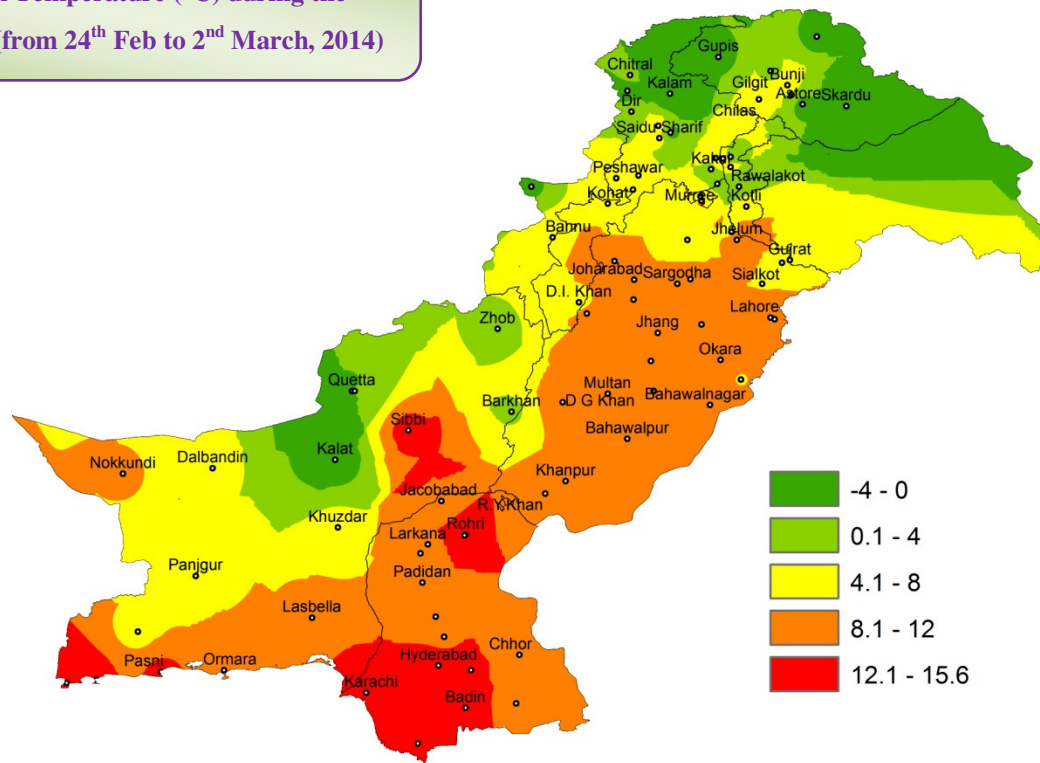 Temperature (°C) during the
(from 24th Feb to 2nd March, 2014)
Gupis
Chitral
Bunji
Kalam
Gilgit
Astore
Skardu
Dir
Chilas
Saidu Sharif
Peshawar
Rawalakot
Kohat
Murree
Kotli
Bannu
Jhelum
Gujrat
Joharabad
Sargodha
Sialkot
D.I. Khan
Lahore
Zhob
Jhang
Okara
Quetta
Multan
Barkhan
D G Khan
Bahawalnagar
Sibbi
Bahawalpur
Kalat
Dalbandin
Nokkundi
Khanpur
Jacobabad
R.Y.Khan
Khuzdar
Rohri
Larkana
Panjgur
Padidan
Lasbella
Chhor
Pasni
Ormara
Hyderabad
Karachi
Badin
-4 - 0
0.1 - 4
4.1 - 8
8.1 - 12
12.1 - 15.6